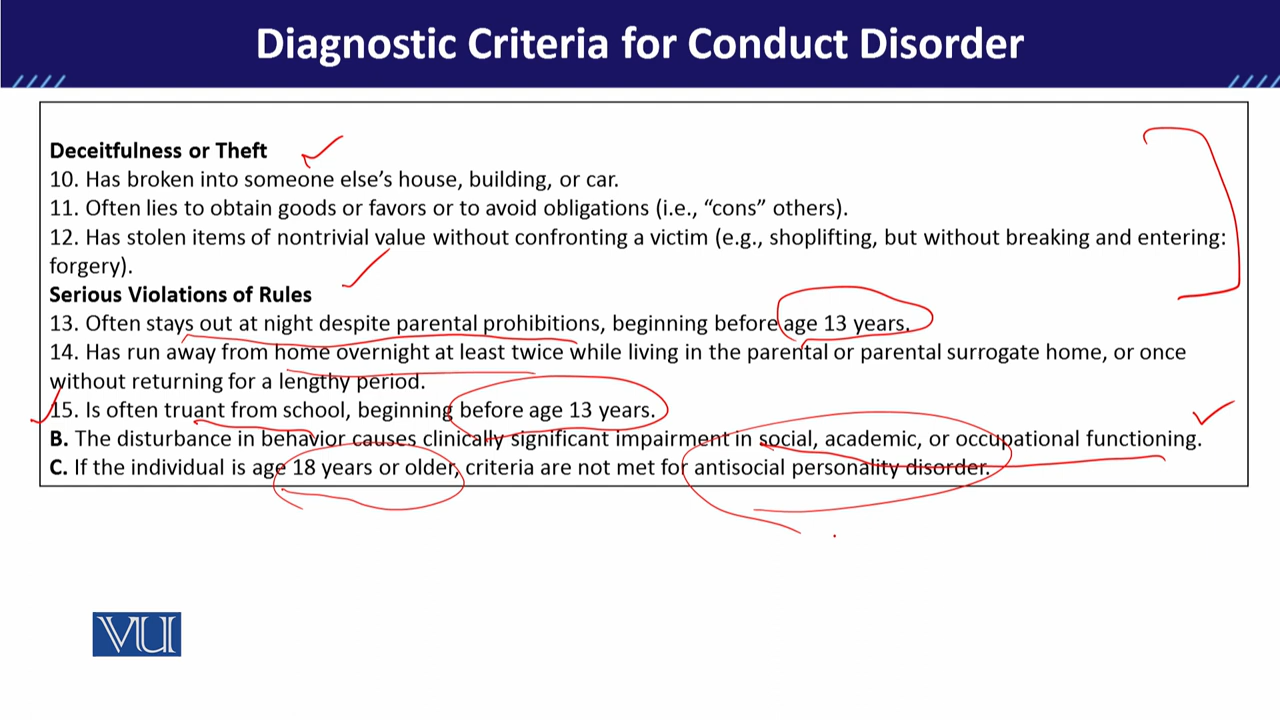 Diagnostic Criteria for Conduct Disorder
Deceitfulness or Theft
10. Has broken into someone else’s house, building, or car.
11. Often lies to obtain goods or favors or to avoid obligations (i.e., “cons” others).
12. Has stolen items of nontrivial value without confronting a victim (e.g., shoplifting, but without breaking and entering:
forgery).
Serious Violations of Rules
13. Often stays out at night despite parental prohibitions, beginning before age 13 years.
14. Has run away from home overnight at least twice while living in the parental or parental surrogate home, or once
without returning for a lengthy period.
15. Is often truant from school, beginning before age 13 years.
B. The disturbance in behavior causes clinically significant impairment in social, academic, or occupational functioning.
C. If the individual is age 18 years or older, criteria are not met for antisocial personality disorder.
VU